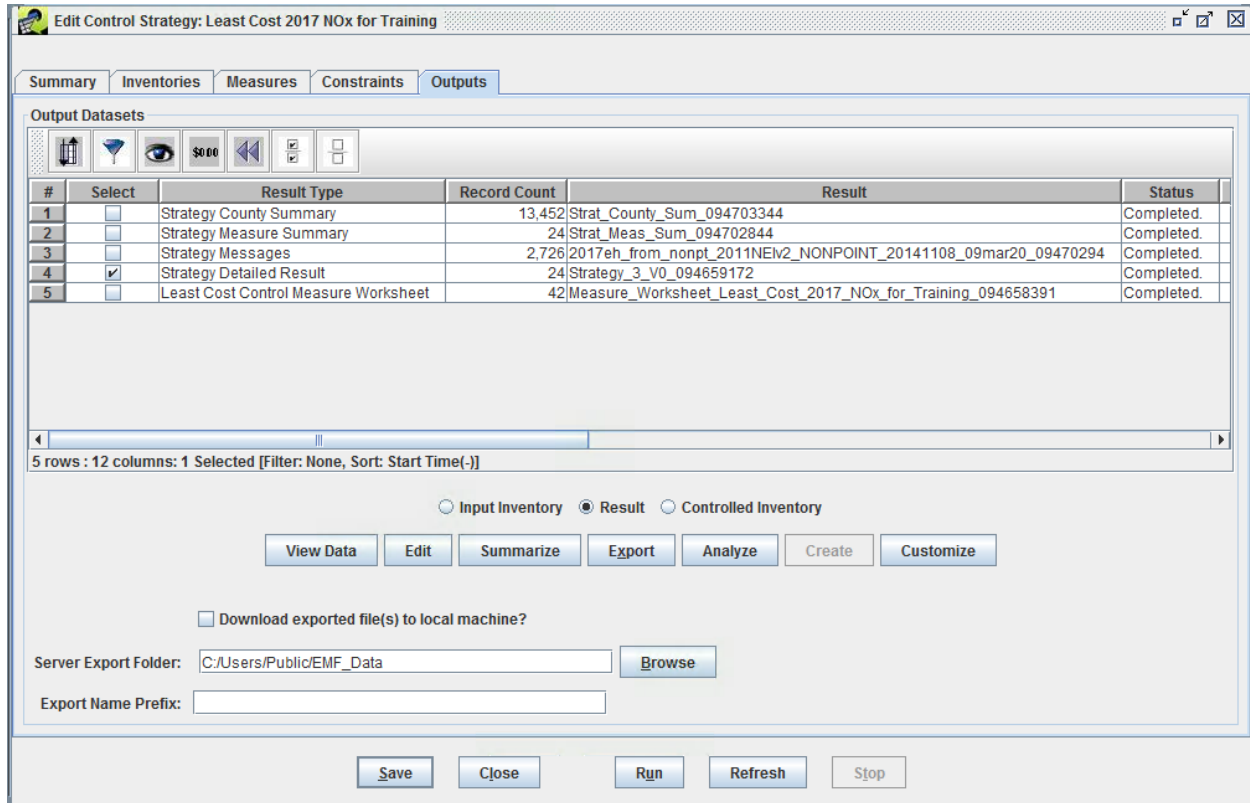 Edit Control Strategy: Least Cost 2017 NOx for Training
Summary Inventories Measures Constraints Outputs
Output Datasets
$0.00
# Select Result Type Record Count Result Status
1 Strategy County Summary 13,452 Strat_County_Sum_094703344 Completed.
2 Strategy Measure Summary 24 Strat_Meas_Sum_094702844 Completed.
3 Strategy Messages 2,726 2017eh_from_nonpt_2011NEIv2_NONPOINT_20141108_09mar20_09470294 Completed.
4 Strategy Detailed Result 24 Strategy_3_V0_094659172 Completed.
5 Least Cost Control Measure Worksheet 42 Measure_Worksheet_Least_Cost_2017_NOx_for_Training_094658391 Completed.
5 rows : 12 columns: 1 Selected [Filter: None, Sort: Start Time(-)]
Input Inventory Result Controlled Inventory
View Data Edit Summarize Export Analyze Create Customize
Download exported file(s) to local machine?
Server Export Folder: C:/Users/Public/EMF_Data Browse
Export Name Prefix:
Save Close Run Refresh Stop